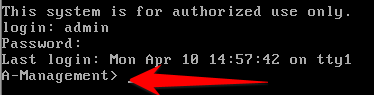 This system is for authorized use only.
login: admin
Password:
Last login: Mon Apr 10 14:57:42 on tty1
A-Management> _